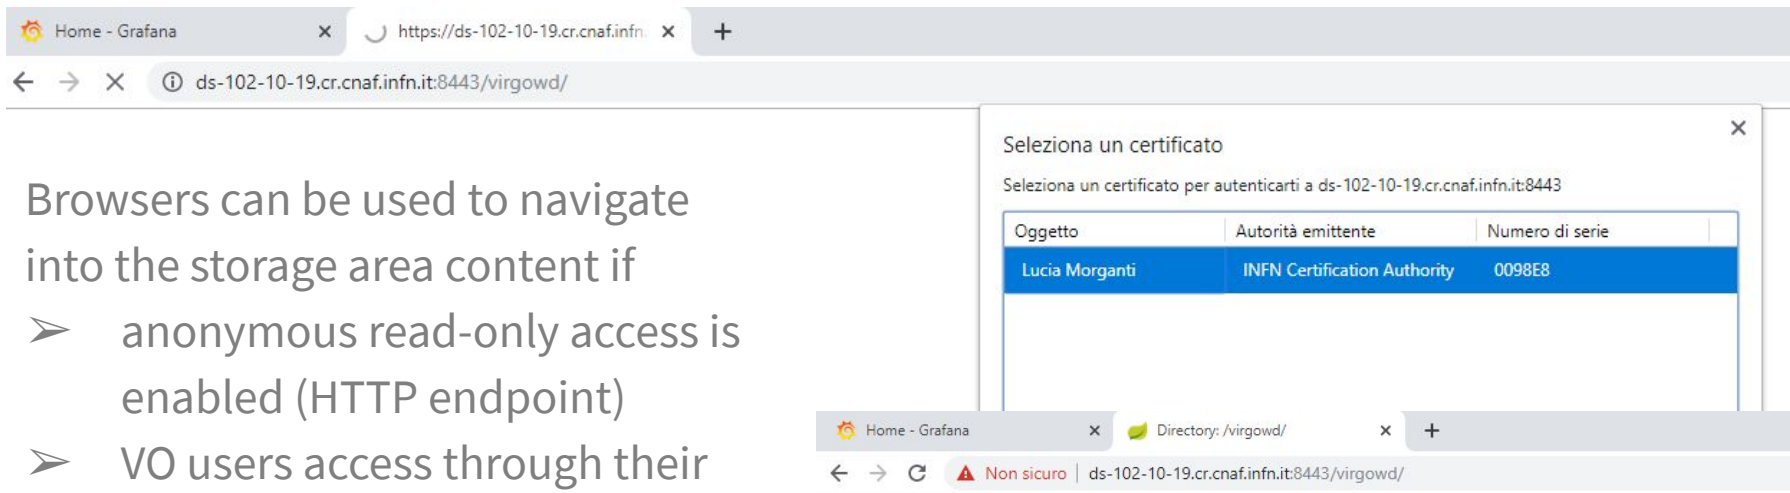 Home - Grafana
https://ds-102-10-19.cr.cnaf.infn.
ds-102-10-19.cr.cnaf.infn.it:8443/virgowd/
Browsers can be used to navigate
into the storage area content if
➢ anonymous read-only access is
enabled (HTTP endpoint)
➢ VO users access through their
Seleziona un certificato
Seleziona un certificato per autenticarti a ds-102-10-19.cr.cnaf.infn.it:8443
Oggetto Autorità emittente Numero di serie
Lucia Morganti INFN Certification Authority 0098E8
Home - Grafana Directory: /virgowd/
Non sicuro | ds-102-10-19.cr.cnaf.infn.it:8443/virgowd/